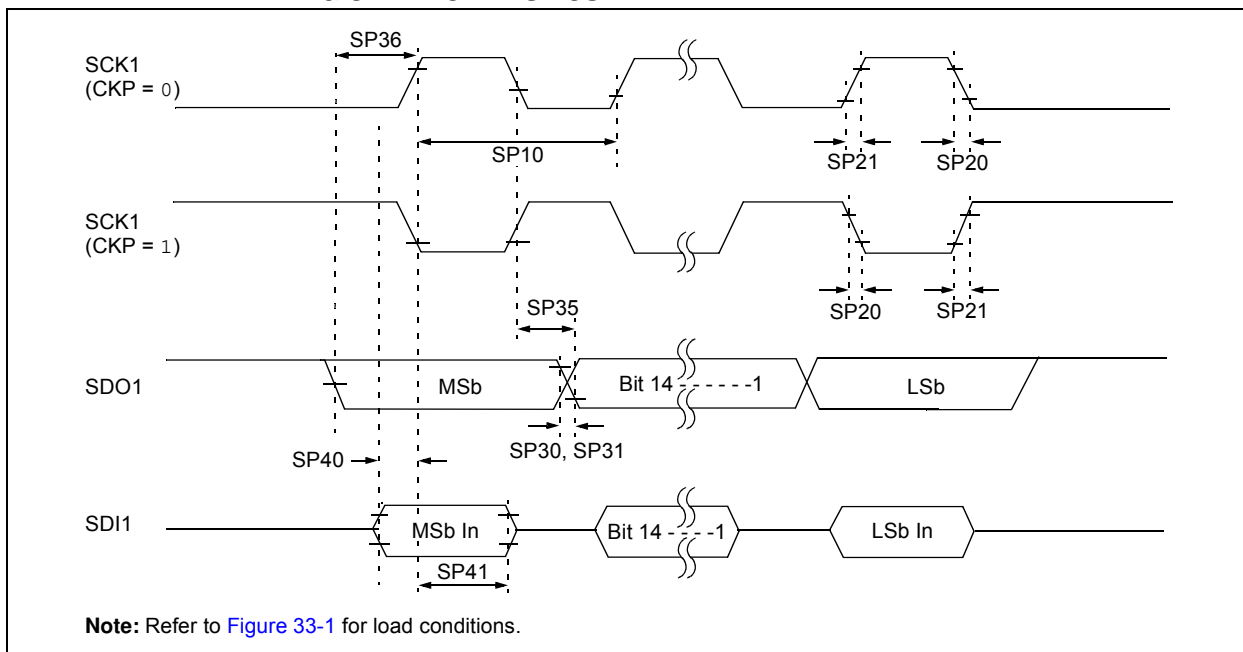 SP36
SCK1
(CKP = 0)
SP10
SP21
SP20
SCK1
(CKP = 1)
SP35
SP20
SP21
SDO1
MSb
Bit 14 - - - - - -1
LSb
SP40
SP30, SP31
SDI1
MSb In
Bit 14 - - - -1
LSb In
SP41
Note: Refer to Figure 33-1 for load conditions.